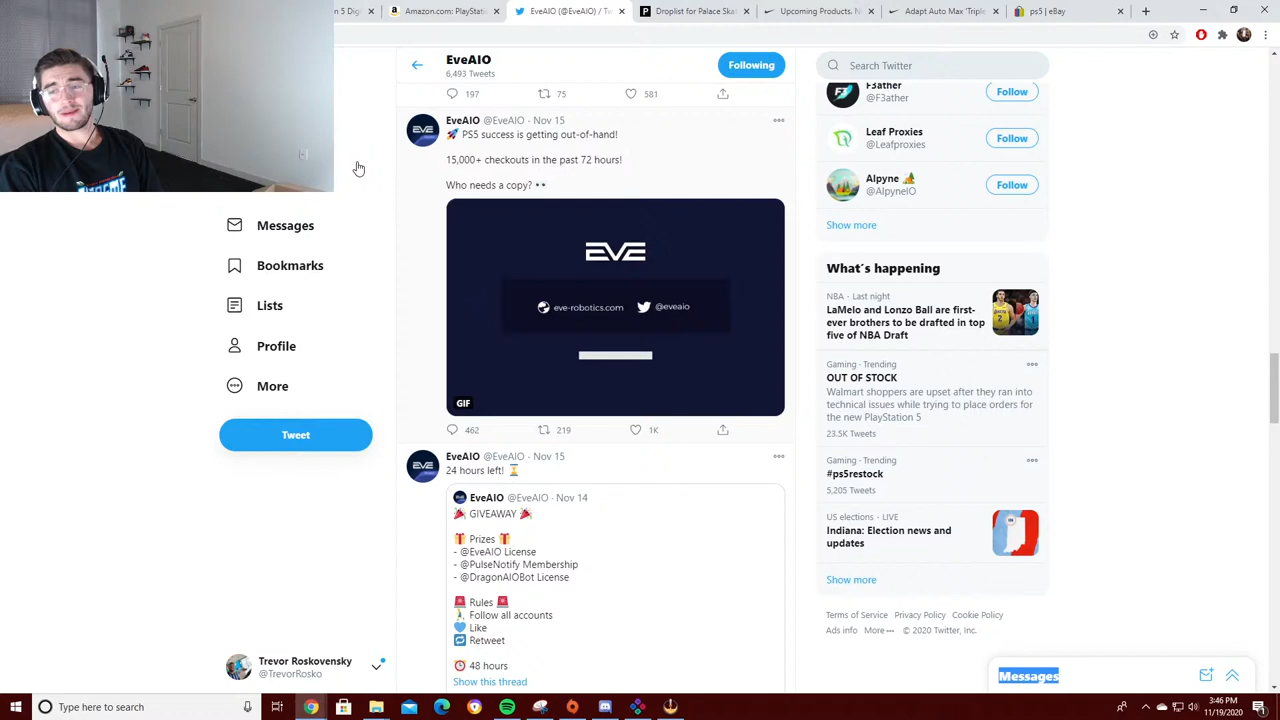 5 Digi
Amazon.com: PlayStati
EveAIO (@EveAIO) / Tw
Droplist for Palace Skat
Upcoming Products. Ni
Adapt Auto Max 'Triple
ps5 | eBay
EveAIO
6,493 Tweets
Following
197 75 581
EveAIO @EveAIO · Nov 15
🚀 PS5 success is getting out-of-hand!
15,000+ checkouts in the past 72 hours!
Who needs a copy? 👀
EVE
eve-robotics.com @eveaio
GIF
462 219 1K
EveAIO @EveAIO · Nov 15
24 hours left! ⏳
EveAIO @EveAIO · Nov 14
🎉 GIVEAWAY 🎉
🎁 Prizes 🎁
- @EveAIO License
- @PulseNotify Membership
- @DragonAIOBot License
🚨 Rules 🚨
Follow all accounts
💙 Like
🔁 Retweet
⏰ 48 hours
Show this thread
Messages
Bookmarks
Lists
Profile
More
Tweet
Trevor Roskovensky
@TrevorRosko
Search Twitter
F3ather
@F3ather
Follow
Leaf Proxies
@Leafproxies
Follow
Alpyne 🏕️
@AlpyneIO
Follow
Show more
What's happening
NBA · Last night
LaMelo and Lonzo Ball are first-
ever brothers to be drafted in top
five of NBA Draft
Gaming · Trending
OUT OF STOCK
Walmart shoppers are upset after they ran into
technical issues while trying to place orders for
the new PlayStation 5
23.5K Tweets
Gaming · Trending
#ps5restock
5,205 Tweets
US elections · LIVE
Indiana: Election news and
updates
Show more
Terms of Service Privacy Policy Cookie Policy
Ads info More © 2020 Twitter, Inc.
Messages
Type here to search
3:46 PM
11/19/2020